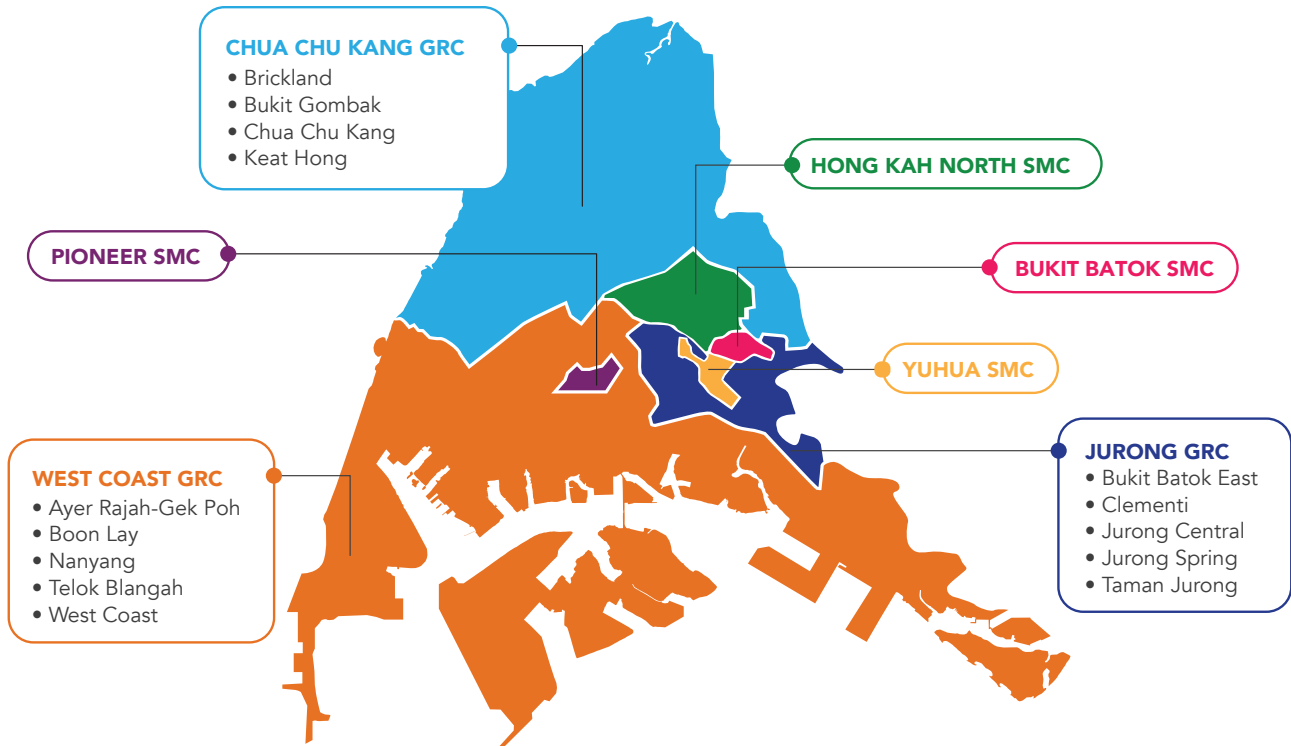 CHUA CHU KANG GRC
• Brickland
• Bukit Gombak
• Chua Chu Kang
• Keat Hong
HONG KAH NORTH SMC
PIONEER SMC
BUKIT BATOK SMC
YUHUA SMC
WEST COAST GRC
• Ayer Rajah-Gek Poh
• Boon Lay
• Nanyang
• Telok Blangah
• West Coast
JURONG GRC
• Bukit Batok East
• Clementi
• Jurong Central
• Jurong Spring
• Taman Jurong